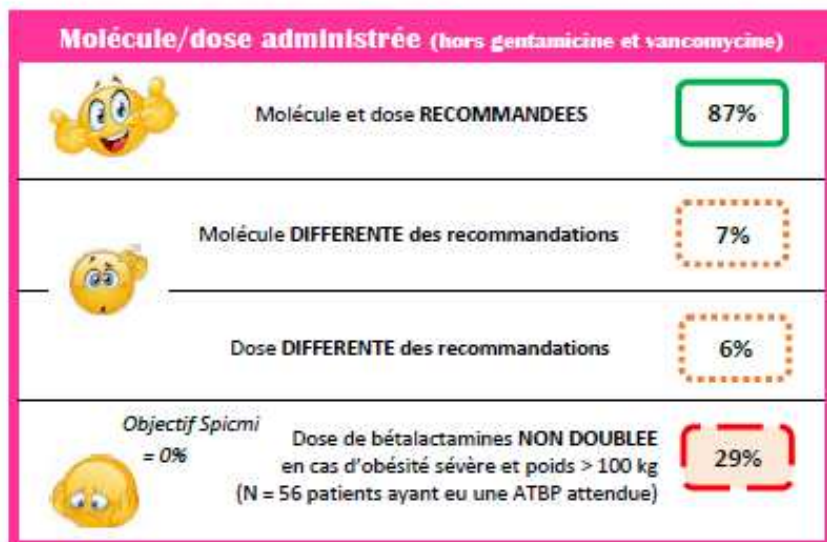 Molécule/dose administrée (hors gentamicine et vancomycine)
Molécule et dose RECOMMANDEES
87%
Molécule DIFFERENTE des recommandations
7%
Dose DIFFERENTE des recommandations
6%
Objectif Spicmi
= 0%
Dose de bétalactamines NON DOUBLEE
en cas d'obésité sévère et poids > 100 kg
(N = 56 patients ayant eu une ATBP attendue)
29%